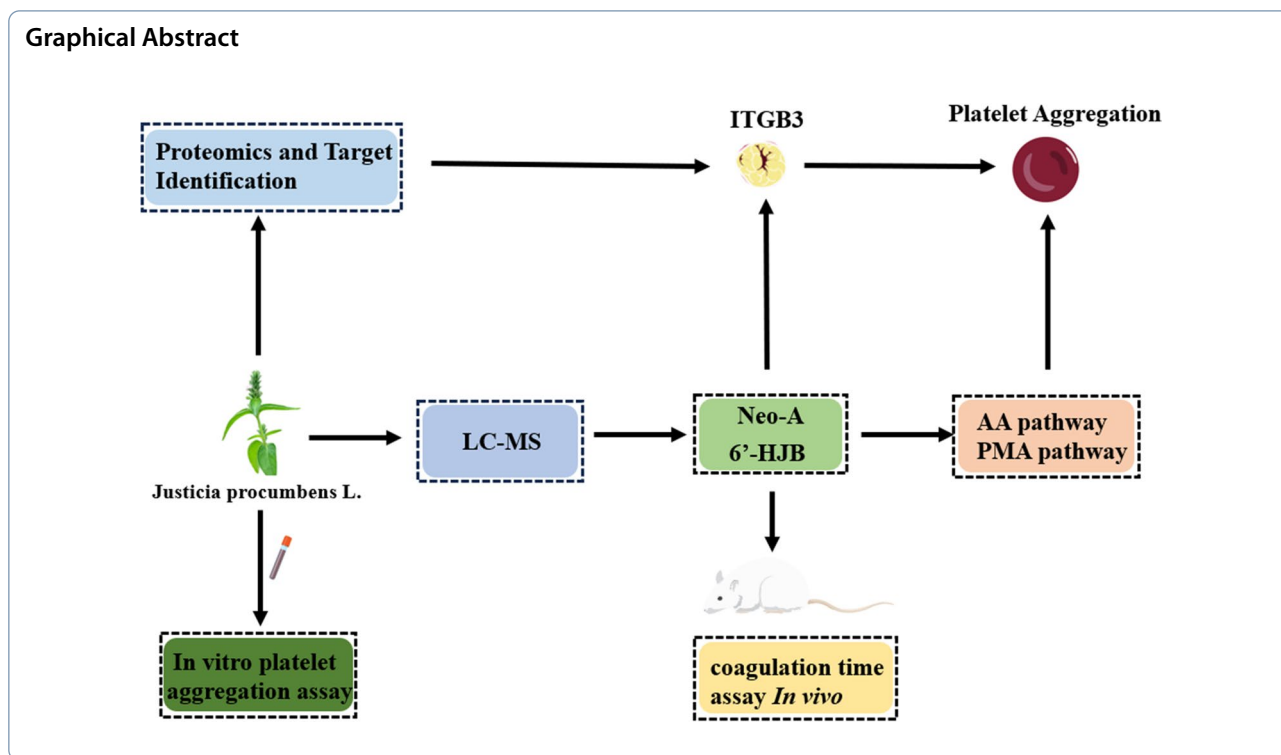 Graphical Abstract
ITGB3
Platelet Aggregation
Proteomics and Target
Identification
Justicia procumbens L.
LC-MS
Neo-A
6’-HJB
AA pathway
PMA pathway
In vitro platelet
aggregation assay
coagulation time
assay In vivo